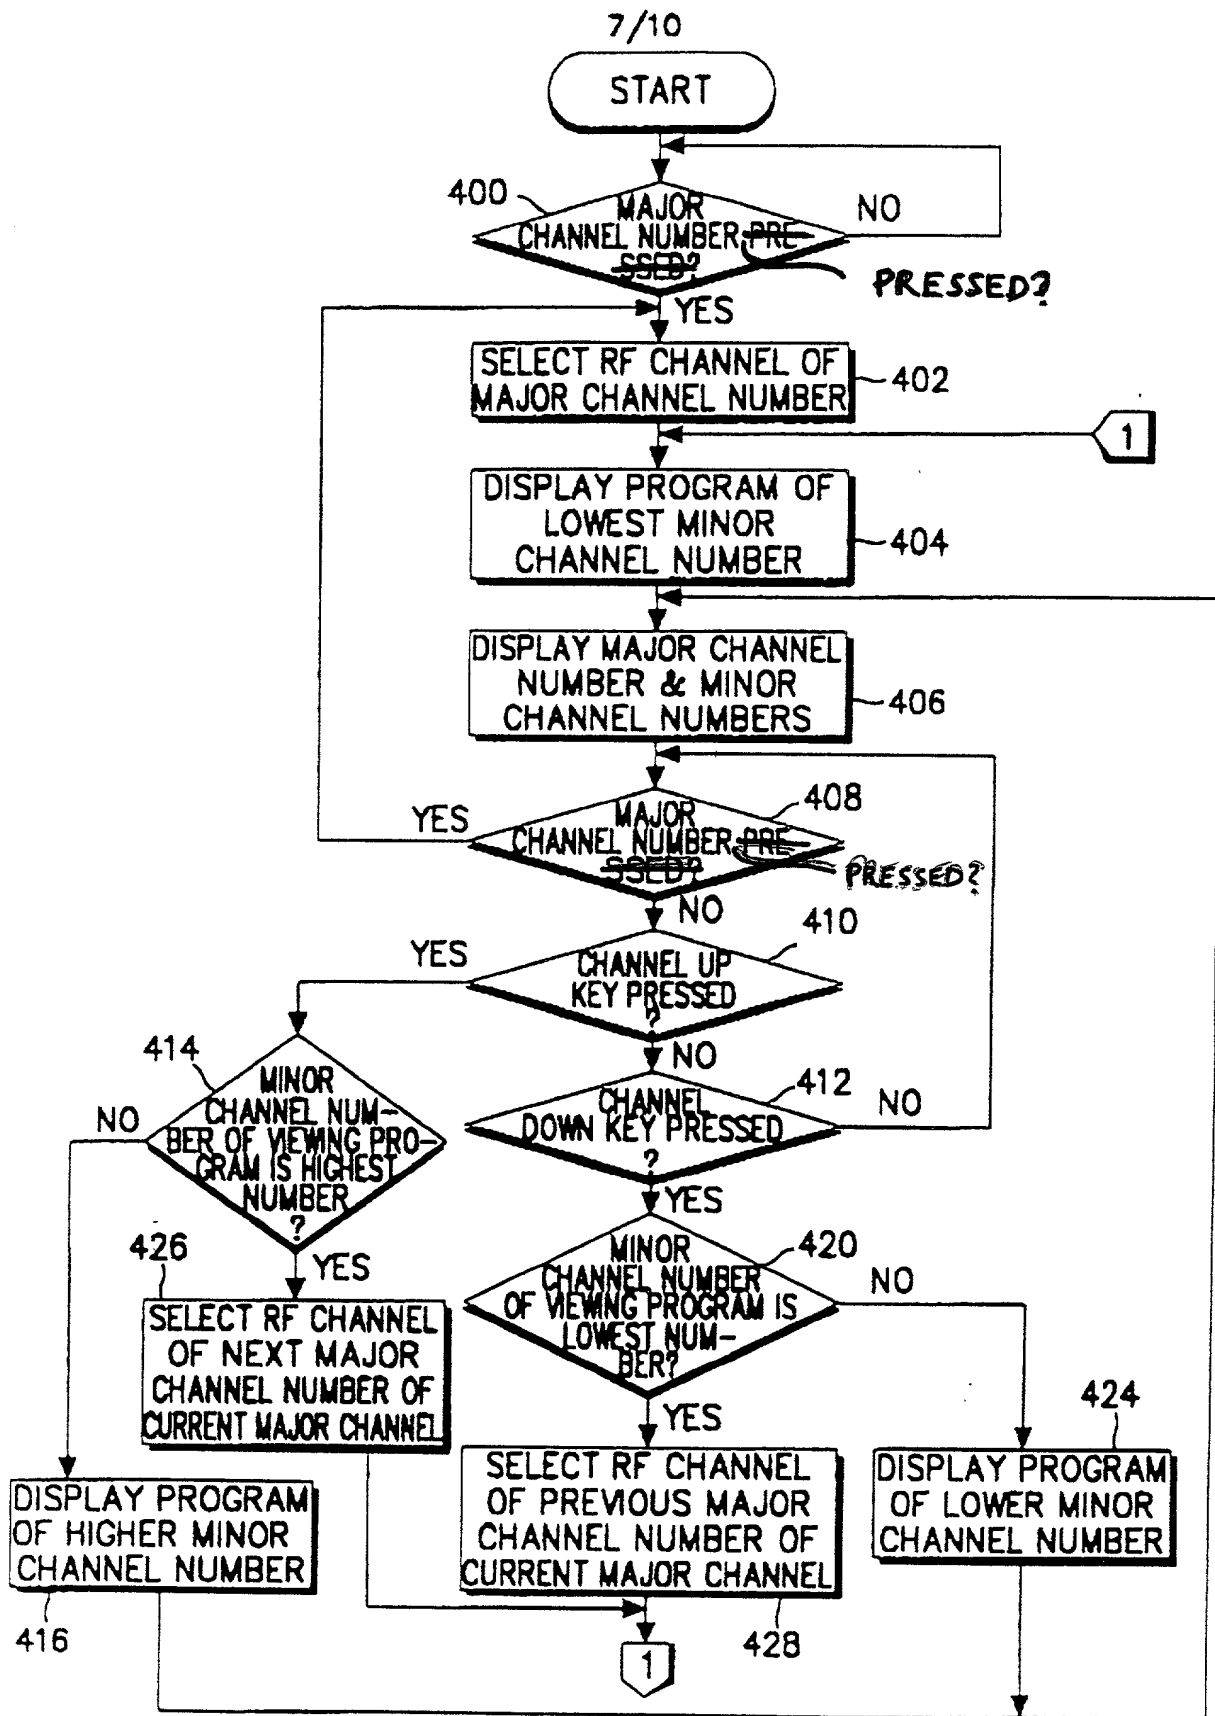 7/10
START
400
MAJOR
CHANNEL NUMBER PRE-
SSED?
PRESSED?
NO
YES
SELECT RF CHANNEL OF
MAJOR CHANNEL NUMBER
402
1
DISPLAY PROGRAM OF
LOWEST MINOR
CHANNEL NUMBER
404
DISPLAY MAJOR CHANNEL
NUMBER & MINOR
CHANNEL NUMBERS
406
408
YES
MAJOR
CHANNEL NUMBER PRE-
SSED?
PRESSED?
NO
410
YES
CHANNEL UP
KEY PRESSED
?
NO
412
CHANNEL
DOWN KEY PRESSED
?
NO
YES
414
NO
MINOR
CHANNEL NUM-
BER OF VIEWING PRO-
GRAM IS HIGHEST
NUMBER
?
YES
420
MINOR
CHANNEL NUMBER
OF VIEWING PROGRAM IS
LOWEST NUM-
BER?
NO
YES
426
SELECT RF CHANNEL
OF NEXT MAJOR
CHANNEL NUMBER OF
CURRENT MAJOR CHANNEL
424
DISPLAY PROGRAM
OF HIGHER MINOR
CHANNEL NUMBER
416
SELECT RF CHANNEL
OF PREVIOUS MAJOR
CHANNEL NUMBER OF
CURRENT MAJOR CHANNEL
428
DISPLAY PROGRAM
OF LOWER MINOR
CHANNEL NUMBER
1